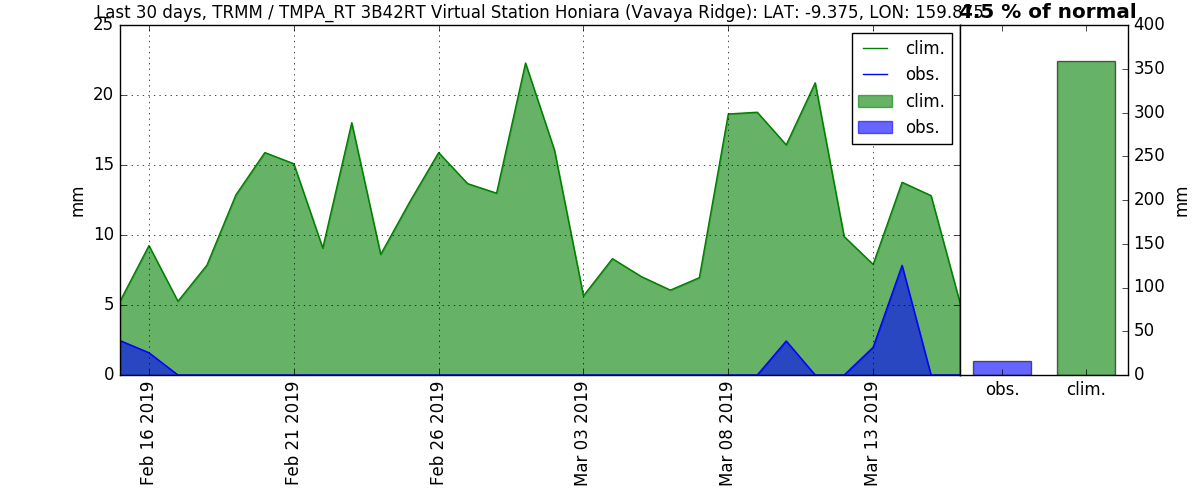 Last 30 days, TRMM / TMPA_RT 3B42RT Virtual Station Honiara (Vavaya Ridge): LAT: -9.375, LON:
4.5 % of normal
25
20
15
10
5
0
mm
clim.
obs.
clim.
obs.
400
350
300
250
200
150
100
50
0
mm
Feb 16 2019
Feb 21 2019
Feb 26 2019
Mar 03 2019
Mar 08 2019
Mar 13 2019
obs.
clim.